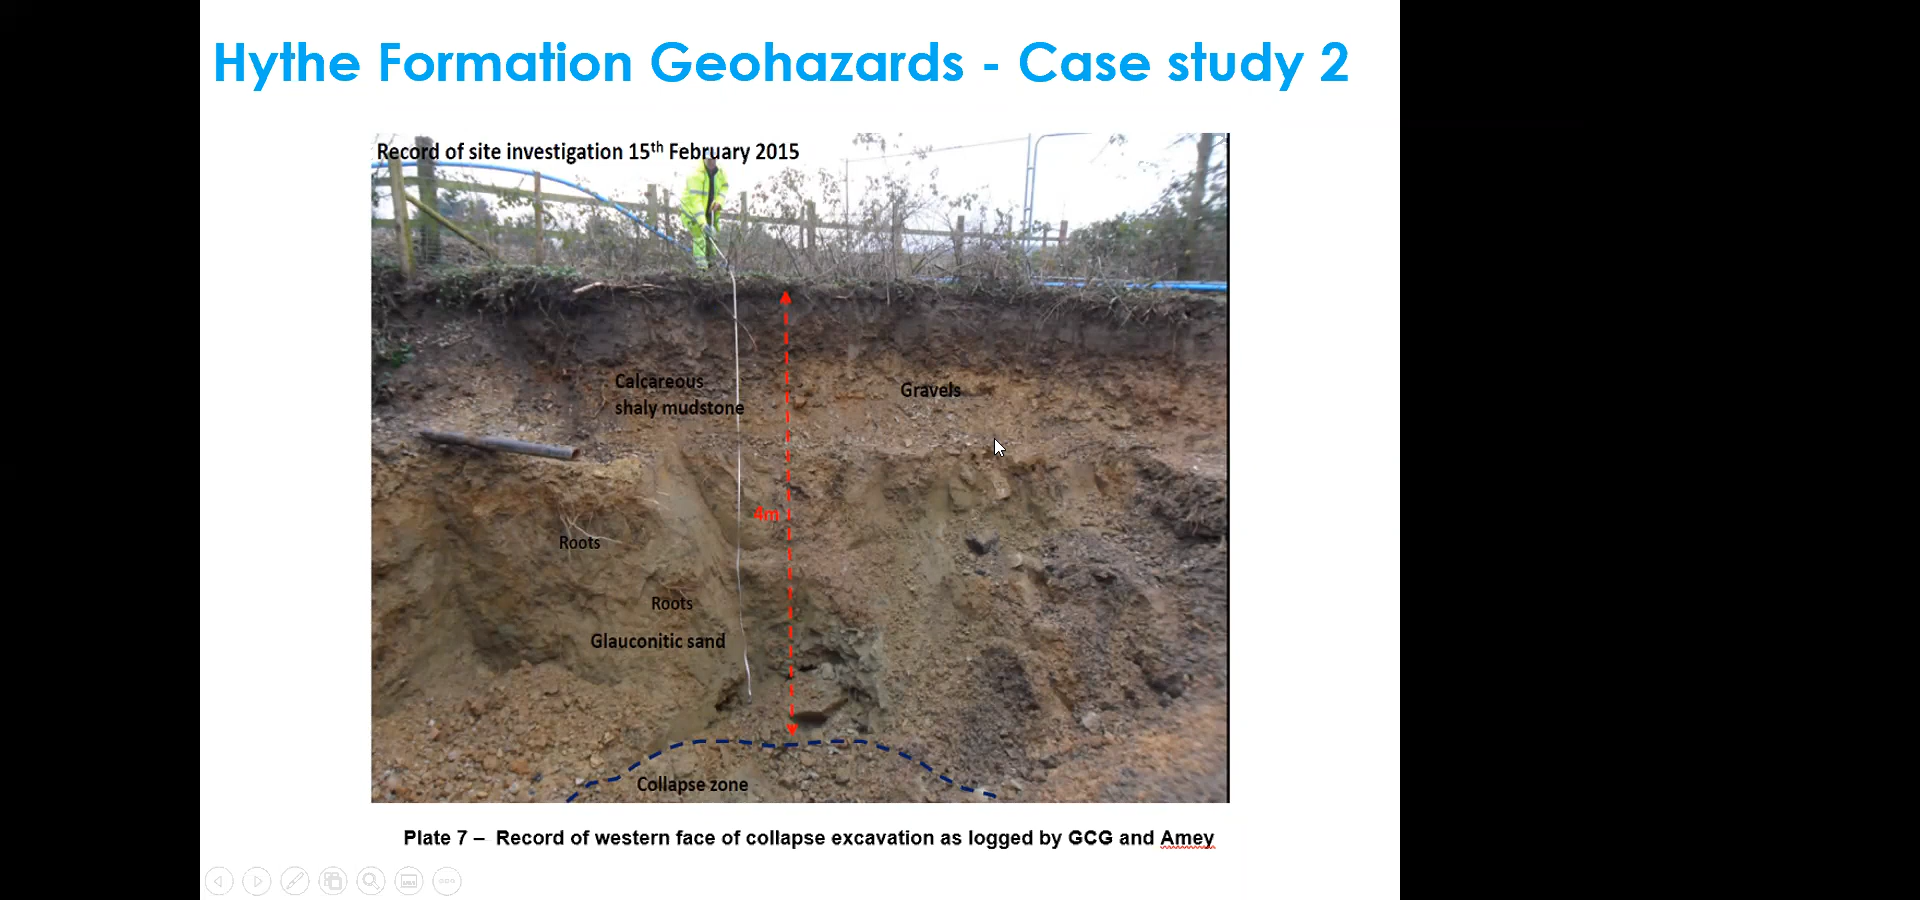 Hythe Formation Geohazards - Case study 2
Record of site investigation 15th February 2015
Calcareous
shaly mudstone
Gravels
4m
Roots
Roots
Glauconitic sand
Collapse zone
Plate 7 – Record of western face of collapse excavation as logged by GCG and Amey